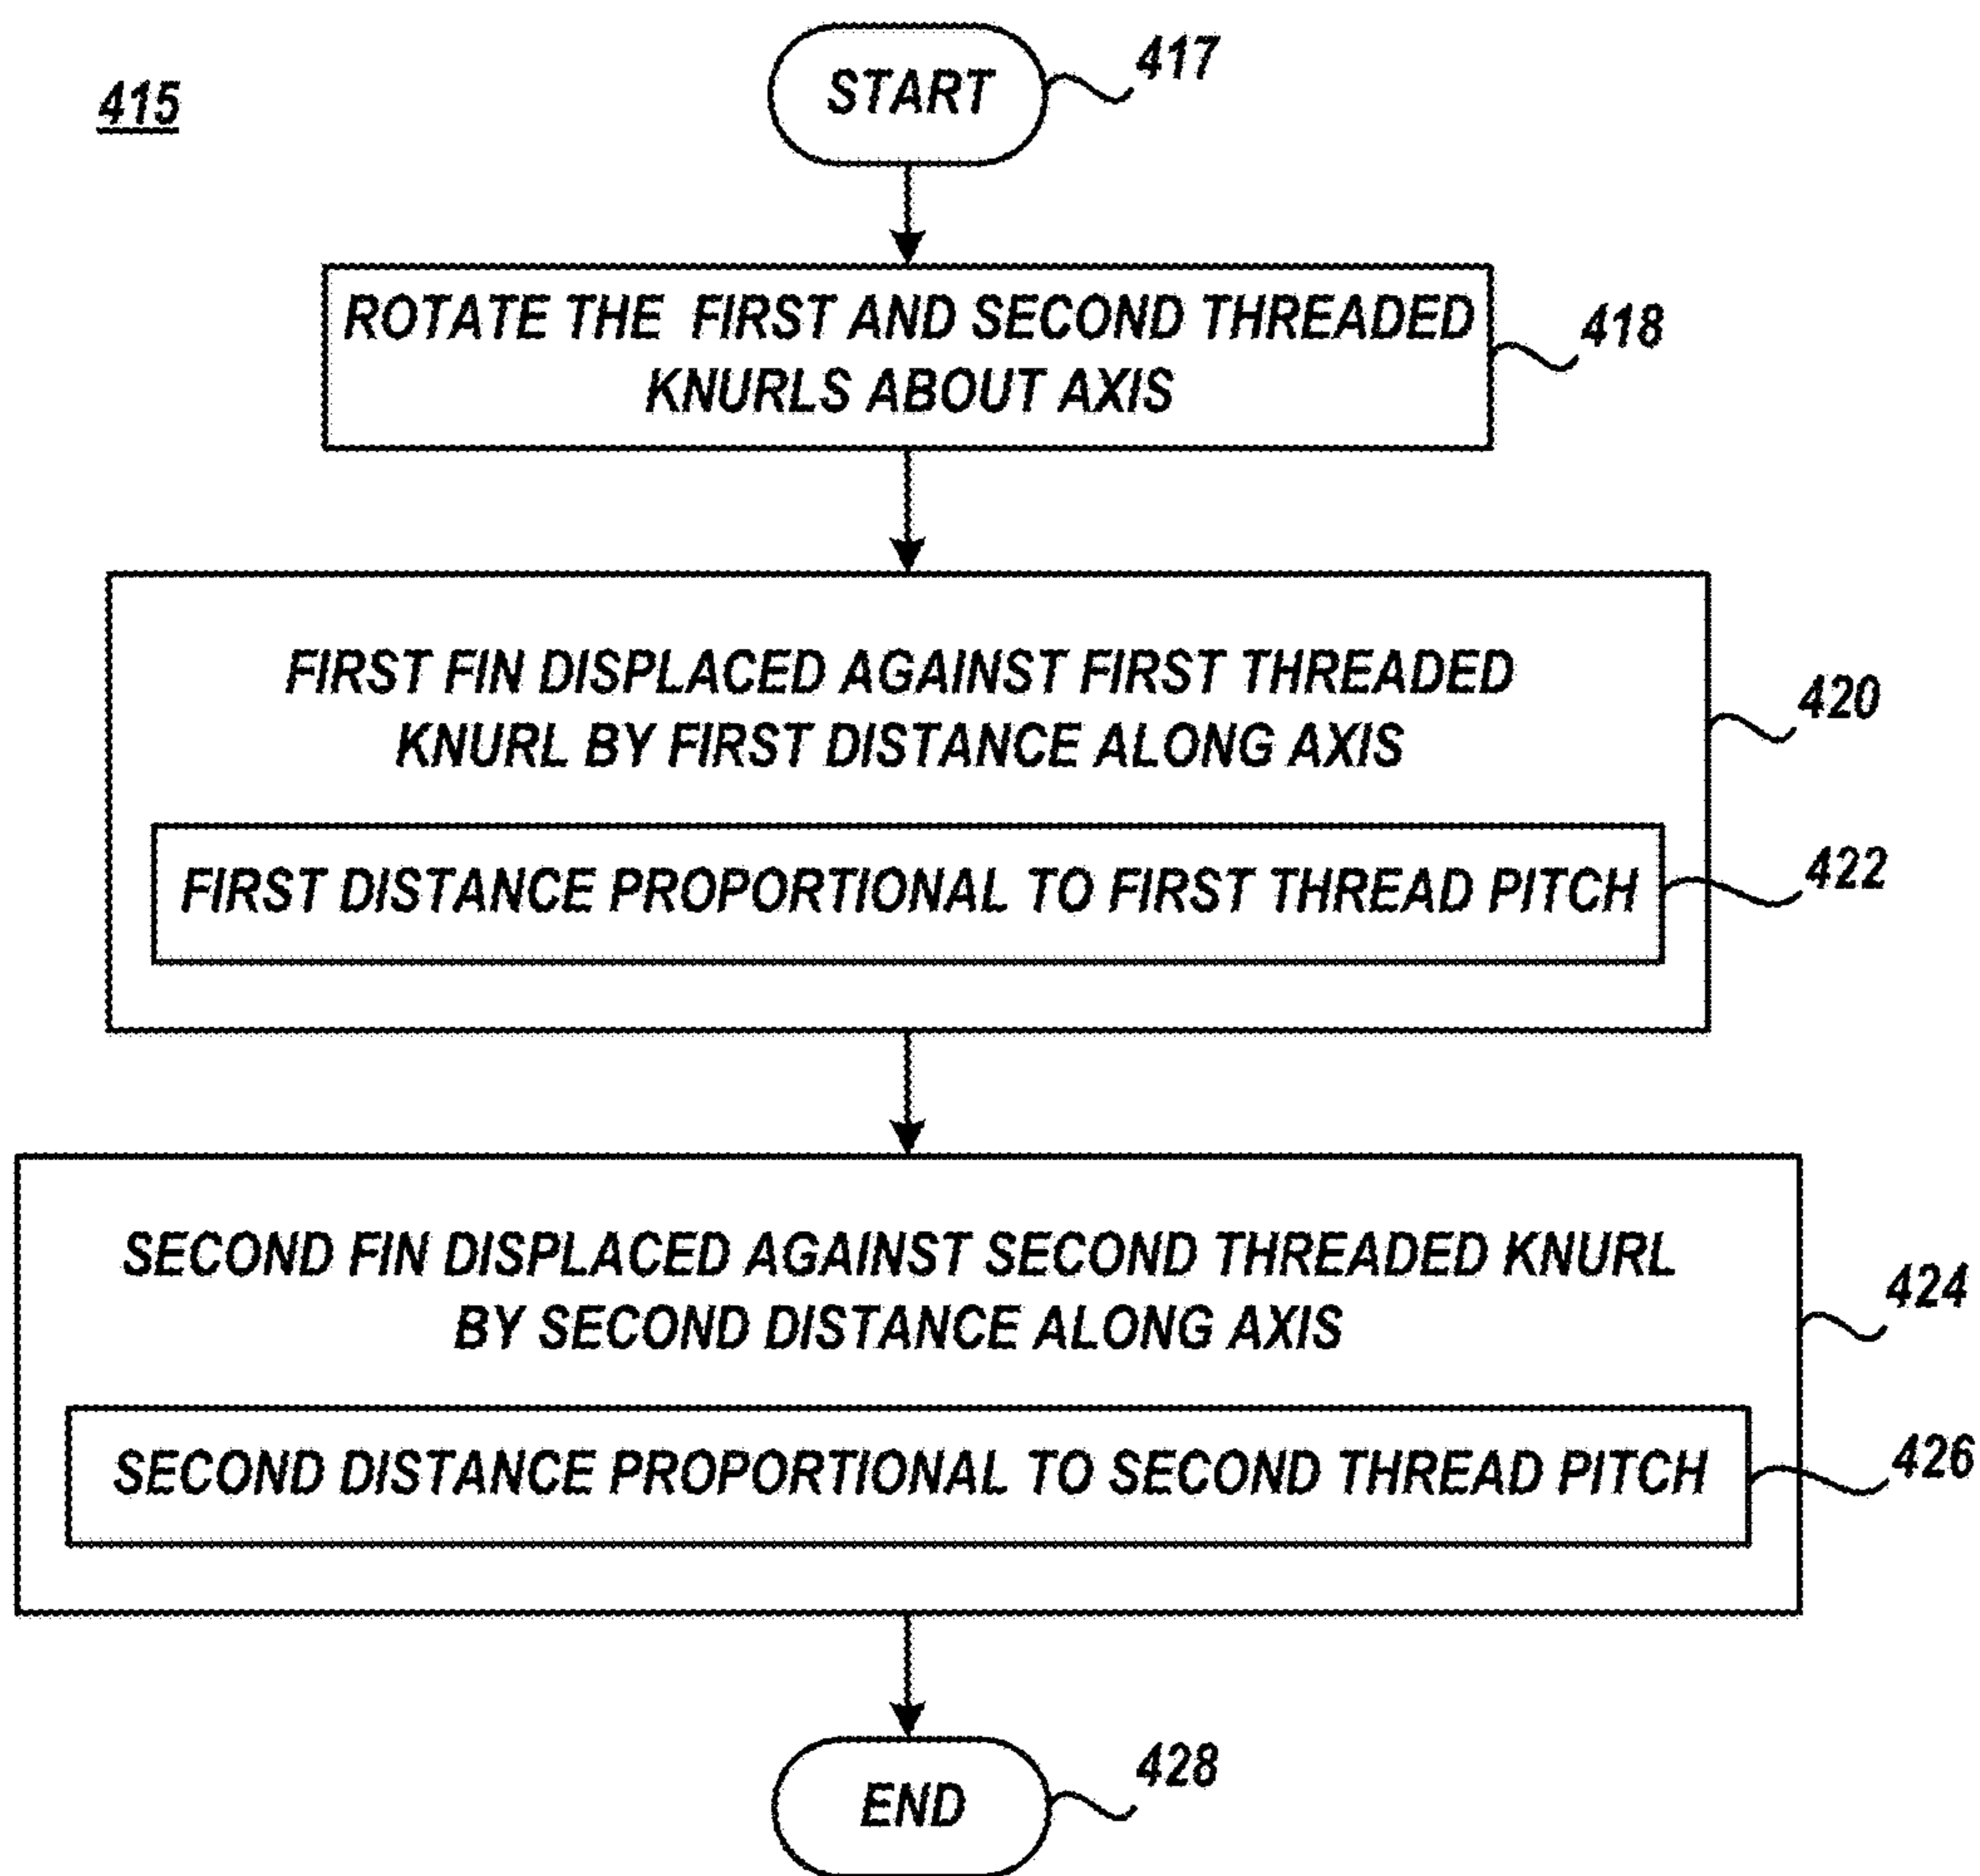 415
START
417
ROTATE THE FIRST AND SECOND THREADED
KNURLS ABOUT AXIS
418
FIRST FIN DISPLACED AGAINST FIRST THREADED
KNURL BY FIRST DISTANCE ALONG AXIS
420
FIRST DISTANCE PROPORTIONAL TO FIRST THREAD PITCH
422
SECOND FIN DISPLACED AGAINST SECOND THREADED KNURL
BY SECOND DISTANCE ALONG AXIS
424
SECOND DISTANCE PROPORTIONAL TO SECOND THREAD PITCH
426
END
428